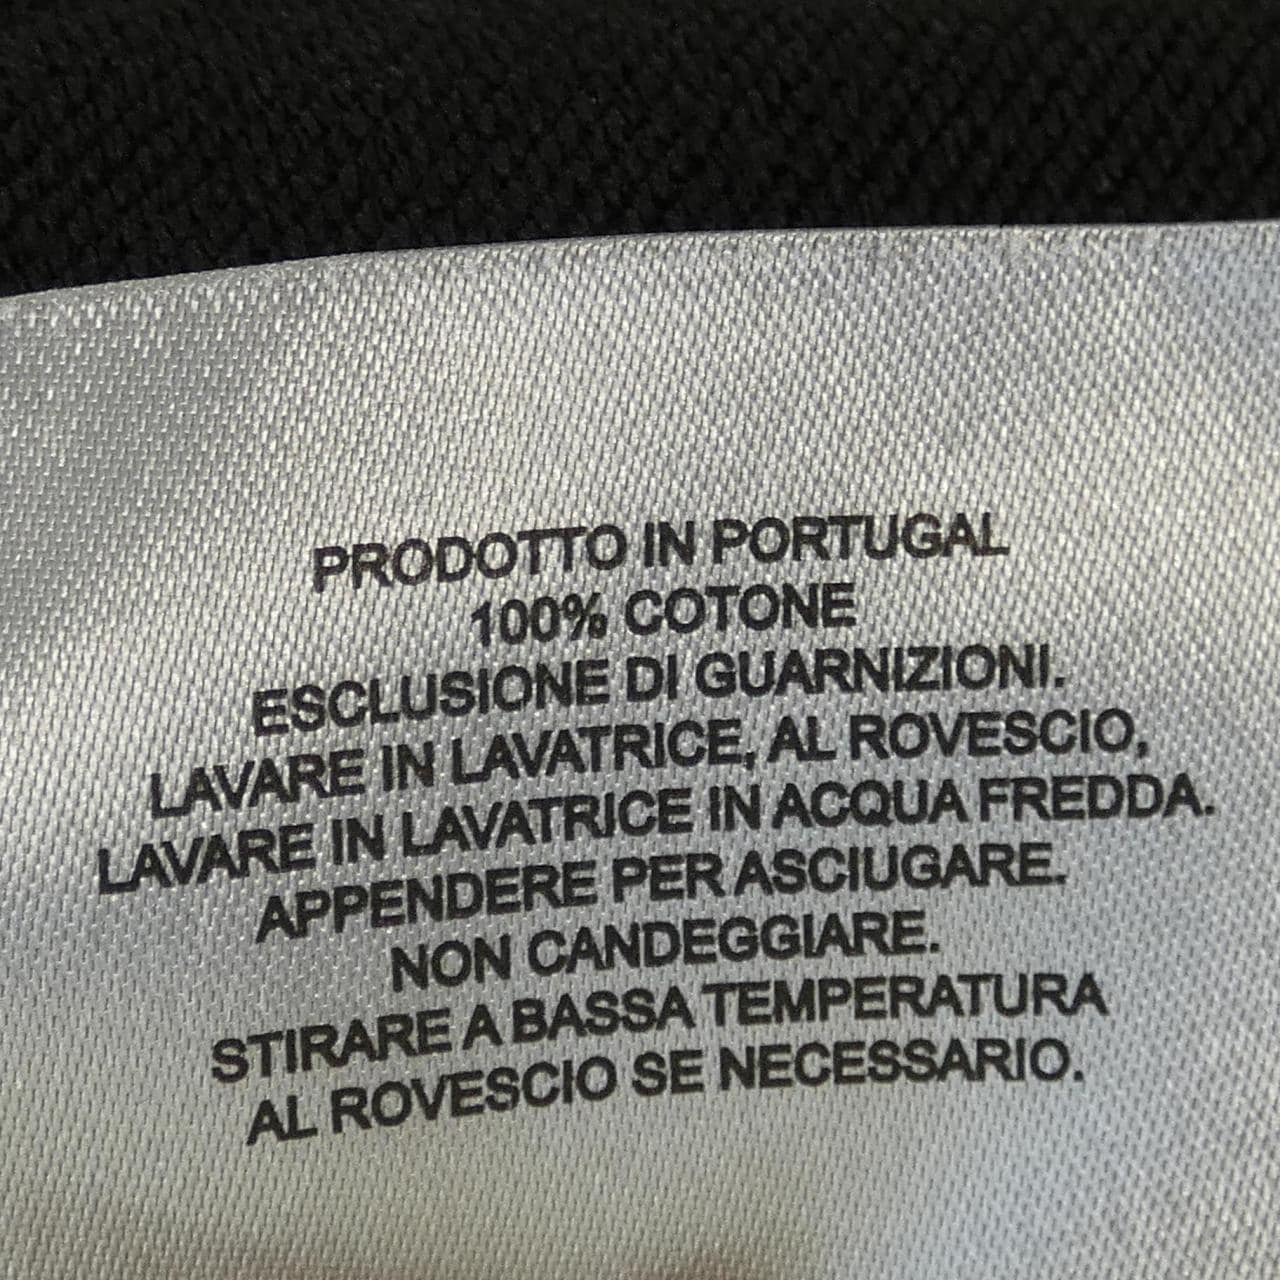 PRODOTTO IN PORTUGAL
100% COTONE
ESCLUSIONE DI GUARNIZIONI.
LAVARE IN LAVATRICE, AL ROVESCIO,
LAVARE IN LAVATRICE IN ACQUA FREDDA.
APPENDERE PER ASCIUGARE.
NON CANDEGGIARE.
STIRARE A BASSA TEMPERATURA
AL ROVESCIO SE NECESSARIO.